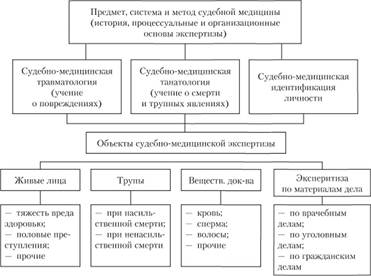 Предмет, система и метод судебной медицины
(история, процессуальные и организационные
основы экспертизы)
Судебно-медицинская
травматология
(учение
о повреждениях)
Судебно-медицинская
танатология
(учение о смерти
и трупных явлениях)
Судебно-медицинская
идентификация
личности
Объекты судебно-медицинской экспертизы
Живые лица
Трупы
Веществ. док-ва
Эксперитиза
по материалам дела
— тяжесть вреда
здоровью;
— половые пре-
ступления;
— прочие
— при насиль-
ственной смерти;
— при ненасиль-
ственной смерти
— кровь;
— сперма;
— волосы;
— прочие
— по врачебным
делам;
— по уголовным
делам;
— по гражданским
делам